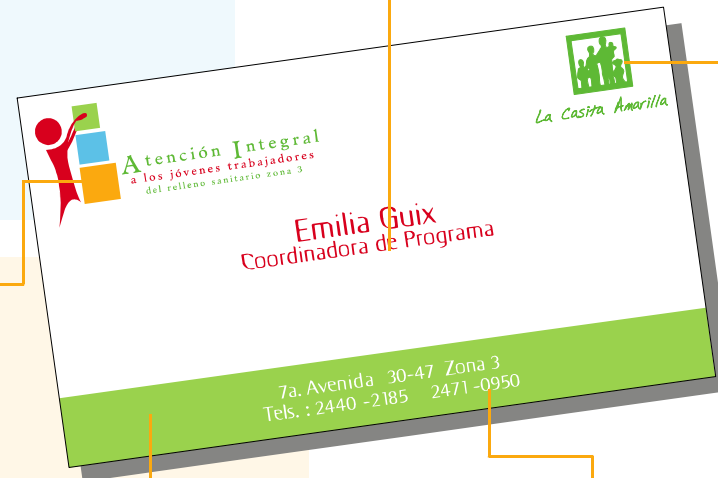 La Casita Amarilla
Atención Integral
a los jóvenes trabajadores
del relleno sanitario zona 3
Emilia Guix
Coordinadora de Programa
7a. Avenida 30-47 Zona 3
Tels. : 2440 -2185 2471 -0950